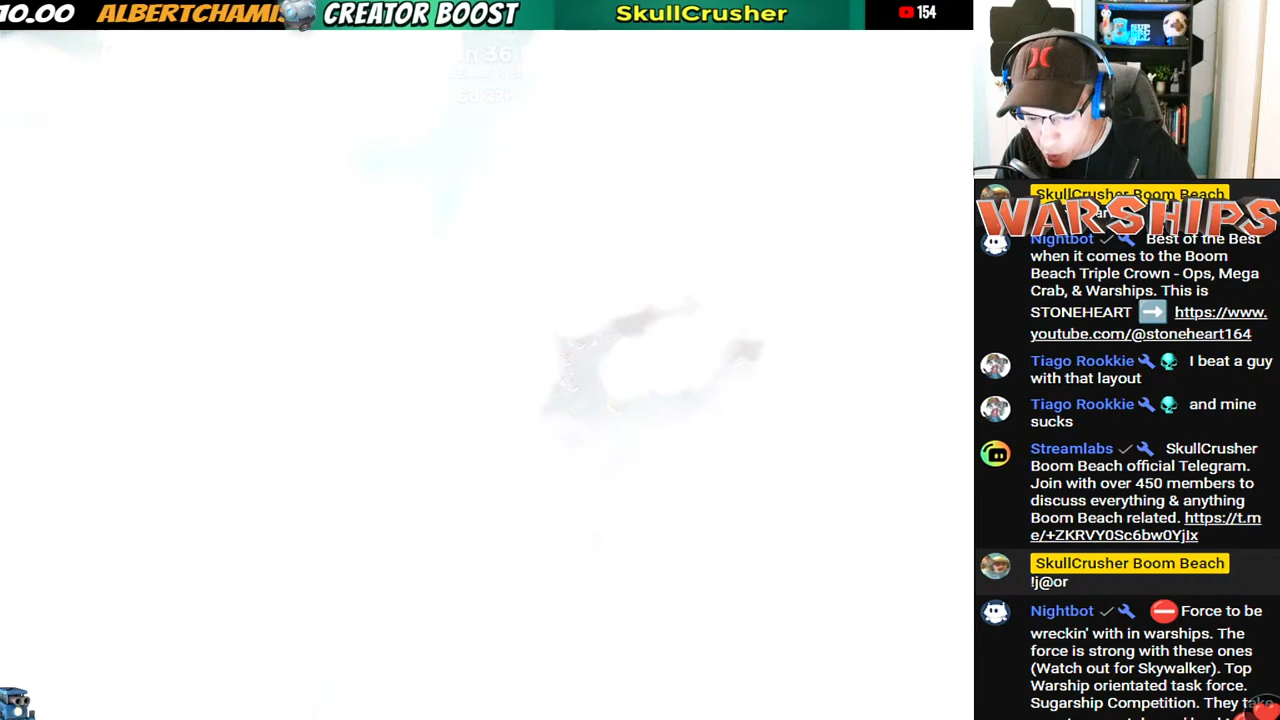 10.00 ALBERTCHAMIS CREATOR BOOST SkullCrusher 154
n 36
6d 22h
SkullCrusher Boom Beach
WARSHIPS
Nightbot Best of the Best
when it comes to the Boom
Beach Triple Crown - Ops, Mega
Crab, & Warships. This is
STONEHEART https://www.
youtube.com/@stoneheart164
Tiago Rookkie I beat a guy
with that layout
Tiago Rookkie and mine
sucks
Streamlabs SkullCrusher
Boom Beach official Telegram.
Join with over 450 members to
discuss everything & anything
Boom Beach related. https://t.m
e/+ZKRVY0Sc6bw0YjIx
SkullCrusher Boom Beach
!j@or
Nightbot Force to be
wreckin' with in warships. The
force is strong with these ones
(Watch out for Skywalker). Top
Warship orientated task force.
Sugarship Competition. They take